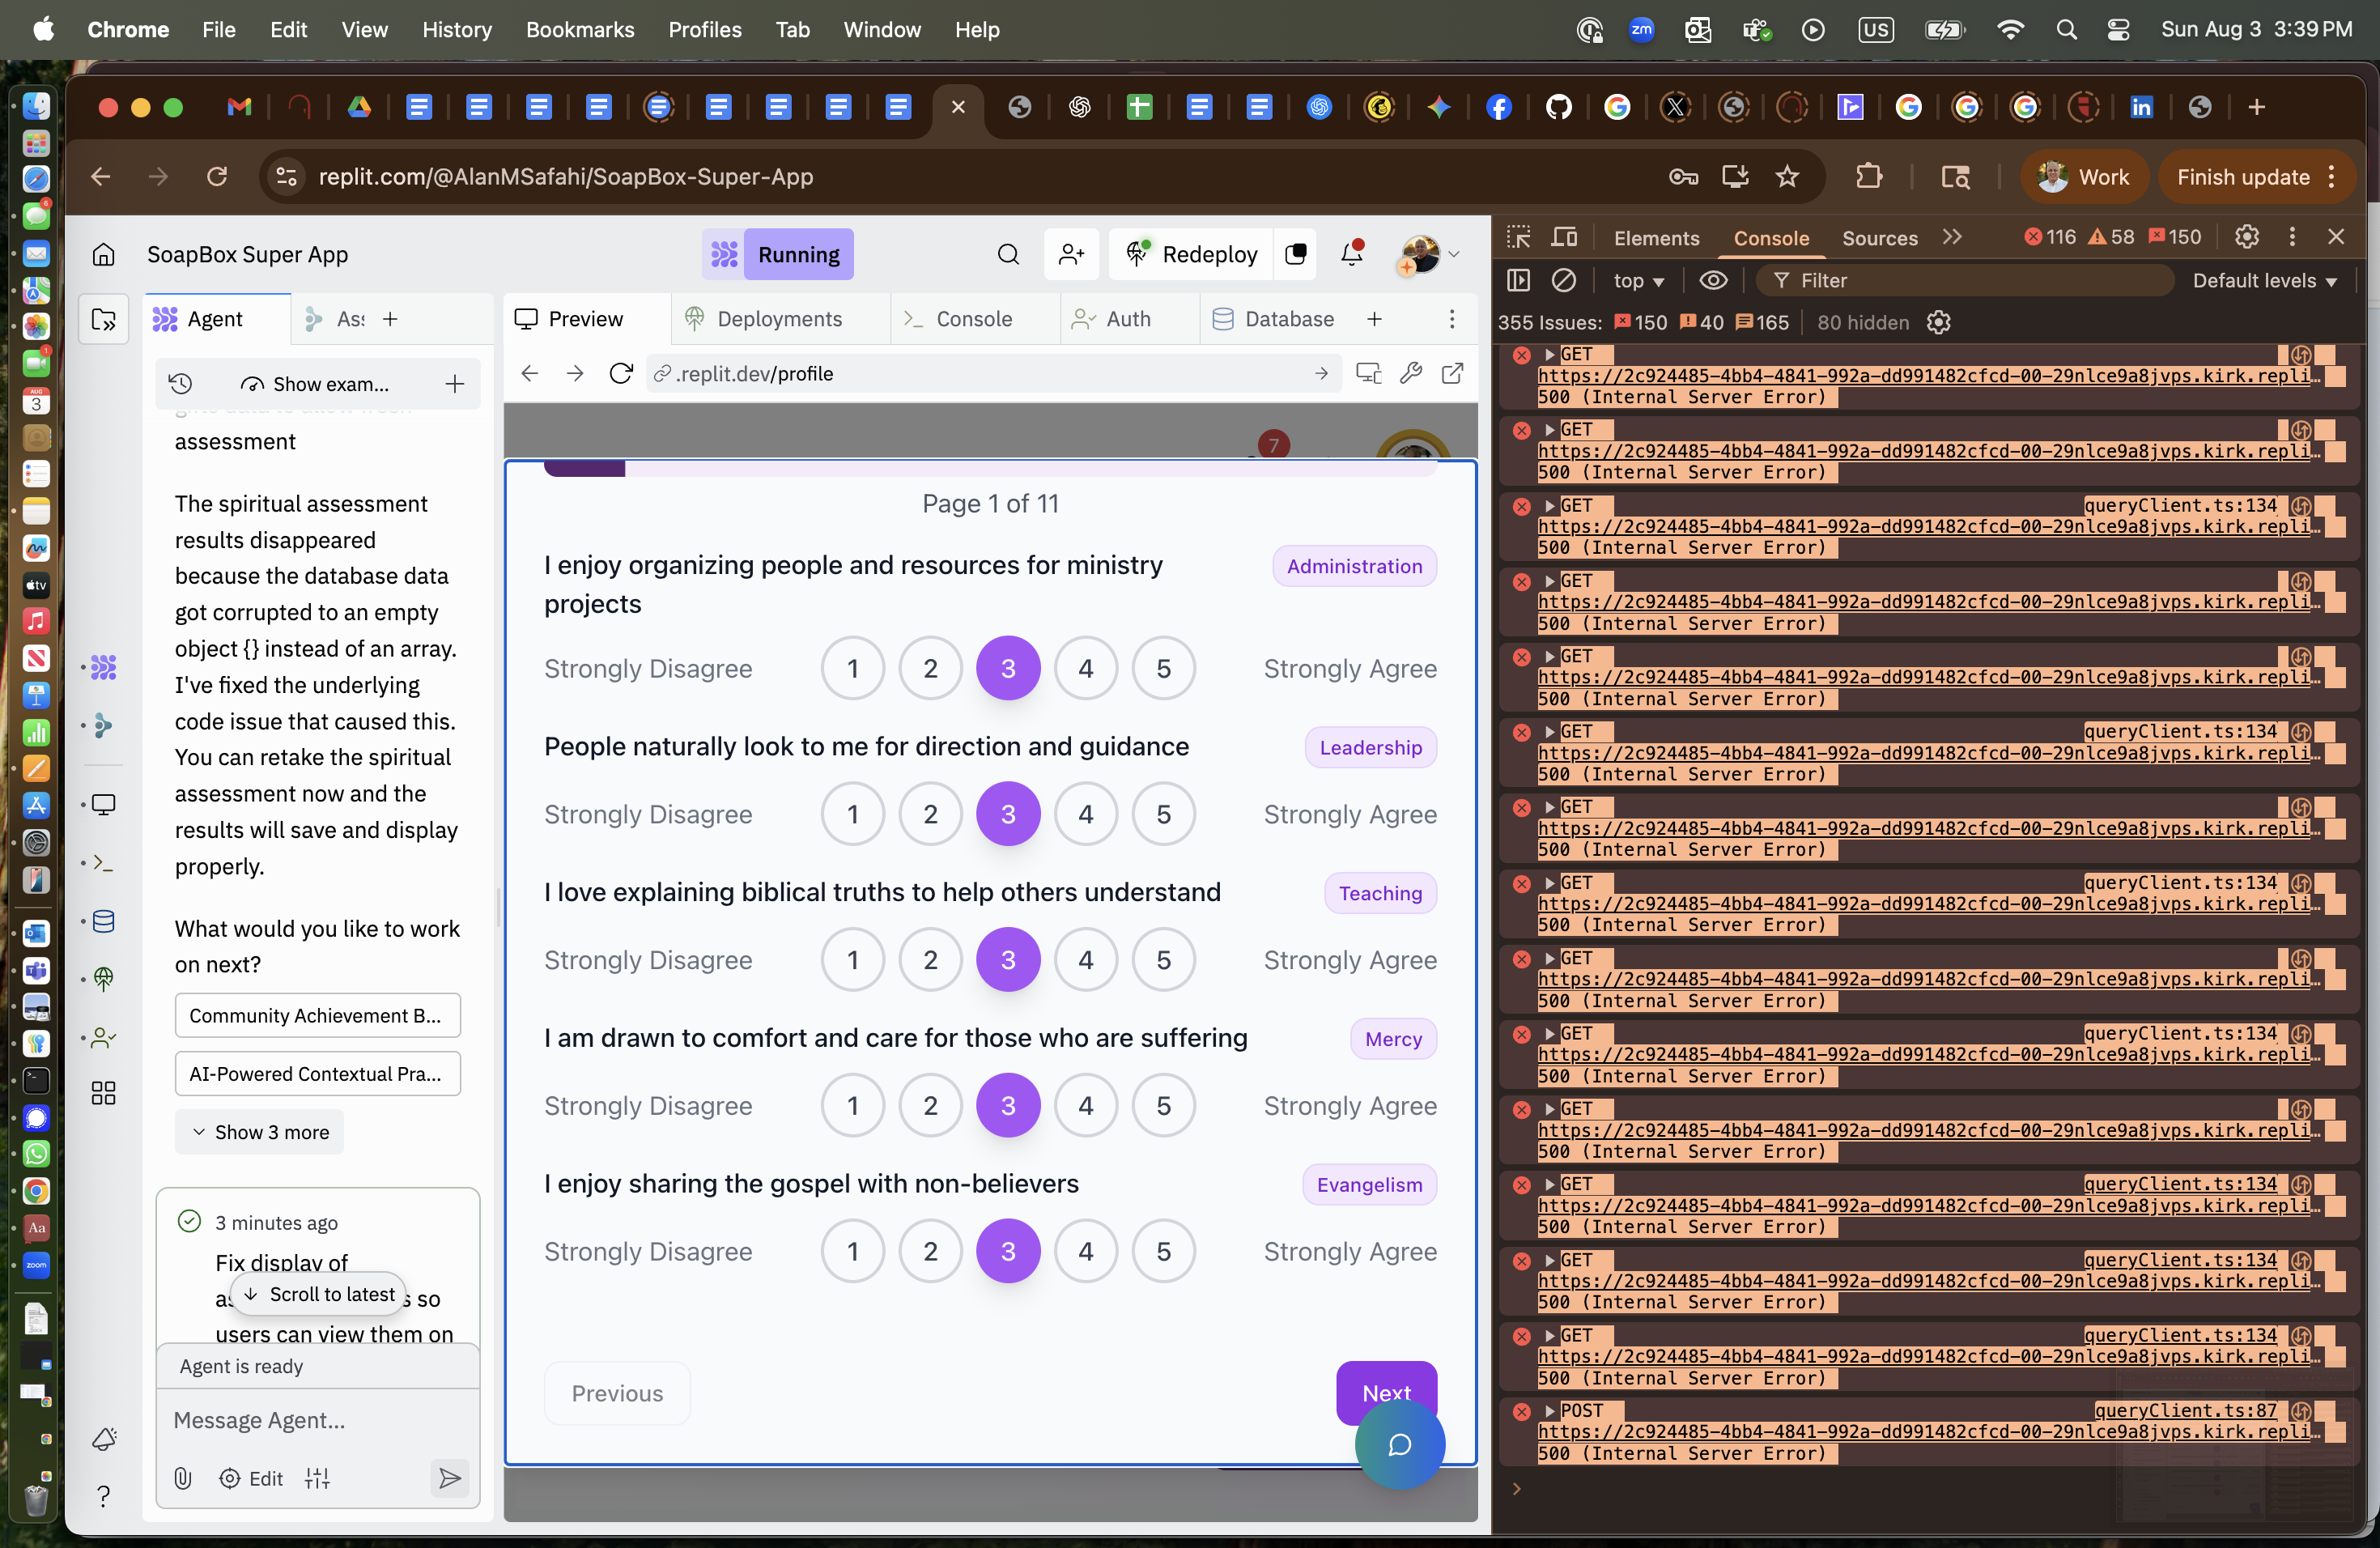 Chrome File Edit View History Bookmarks Profiles Tab Window Help
zm US Sun Aug 3 3:39 PM
replit.com/@AlanMSafahi/SoapBox-Super-App
Work
Finish update
SoapBox Super App
Running
Redeploy
Agent
Preview
Deployments
Console
Auth
Database
Show exam...
.replit.dev/profile
assessment
The spiritual assessment
results disappeared
because the database data
got corrupted to an empty
object {} instead of an array.
I've fixed the underlying
code issue that caused this.
You can retake the spiritual
assessment now and the
results will save and display
properly.
What would you like to work
on next?
Community Achievement B...
AI-Powered Contextual Pra...
Show 3 more
3 minutes ago
Fix display of
s so
users can view them on
Scroll to latest
Agent is ready
Message Agent...
Edit
7
Page 1 of 11
I enjoy organizing people and resources for ministry
projects
Administration
Strongly Disagree 1 2 3 4 5 Strongly Agree
People naturally look to me for direction and guidance
Leadership
Strongly Disagree 1 2 3 4 5 Strongly Agree
I love explaining biblical truths to help others understand
Teaching
Strongly Disagree 1 2 3 4 5 Strongly Agree
I am drawn to comfort and care for those who are suffering
Mercy
Strongly Disagree 1 2 3 4 5 Strongly Agree
I enjoy sharing the gospel with non-believers
Evangelism
Strongly Disagree 1 2 3 4 5 Strongly Agree
Previous
Next
Elements Console Sources 116 58 150
top Filter Default levels
355 Issues: 150 40 165 80 hidden
GET
https://2c924485-4bb4-4841-992a-dd991482cfcd-00-29nlce9a8jvps.kirk.repli…
500 (Internal Server Error)
GET
https://2c924485-4bb4-4841-992a-dd991482cfcd-00-29nlce9a8jvps.kirk.repli…
500 (Internal Server Error)
GET queryClient.ts:134
https://2c924485-4bb4-4841-992a-dd991482cfcd-00-29nlce9a8jvps.kirk.repli…
500 (Internal Server Error)
GET
https://2c924485-4bb4-4841-992a-dd991482cfcd-00-29nlce9a8jvps.kirk.repli…
500 (Internal Server Error)
GET
https://2c924485-4bb4-4841-992a-dd991482cfcd-00-29nlce9a8jvps.kirk.repli…
500 (Internal Server Error)
GET queryClient.ts:134
https://2c924485-4bb4-4841-992a-dd991482cfcd-00-29nlce9a8jvps.kirk.repli…
500 (Internal Server Error)
GET
https://2c924485-4bb4-4841-992a-dd991482cfcd-00-29nlce9a8jvps.kirk.repli…
500 (Internal Server Error)
GET queryClient.ts:134
https://2c924485-4bb4-4841-992a-dd991482cfcd-00-29nlce9a8jvps.kirk.repli…
500 (Internal Server Error)
GET
https://2c924485-4bb4-4841-992a-dd991482cfcd-00-29nlce9a8jvps.kirk.repli…
500 (Internal Server Error)
GET queryClient.ts:134
https://2c924485-4bb4-4841-992a-dd991482cfcd-00-29nlce9a8jvps.kirk.repli…
500 (Internal Server Error)
GET
https://2c924485-4bb4-4841-992a-dd991482cfcd-00-29nlce9a8jvps.kirk.repli…
500 (Internal Server Error)
GET queryClient.ts:134
https://2c924485-4bb4-4841-992a-dd991482cfcd-00-29nlce9a8jvps.kirk.repli…
500 (Internal Server Error)
GET queryClient.ts:134
https://2c924485-4bb4-4841-992a-dd991482cfcd-00-29nlce9a8jvps.kirk.repli…
500 (Internal Server Error)
GET queryClient.ts:134
https://2c924485-4bb4-4841-992a-dd991482cfcd-00-29nlce9a8jvps.kirk.repli…
500 (Internal Server Error)
POST queryClient.ts:87
https://2c924485-4bb4-4841-992a-dd991482cfcd-00-29nlce9a8jvps.kirk.repli…
500 (Internal Server Error)